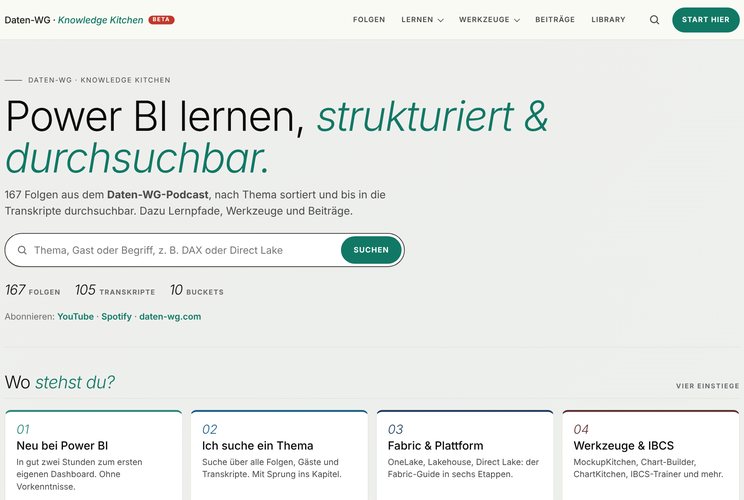 Daten-WG · Knowledge Kitchen BETA FOLGEN LERNEN WERKZEUGE BEITRÄGE LIBRARY START HIER
DATEN-WG · KNOWLEDGE KITCHEN
Power BI lernen, strukturiert &
durchsuchbar.
167 Folgen aus dem Daten-WG-Podcast, nach Thema sortiert und bis in die
Transkripte durchsuchbar. Dazu Lernpfade, Werkzeuge und Beiträge.
Thema, Gast oder Begriff, z. B. DAX oder Direct Lake SUCHEN
167 FOLGEN 105 TRANSKRIPTE 10 BUCKETS
Abonnieren: YouTube · Spotify · daten-wg.com
Wo stehst du? VIER EINSTIEGE
01
Neu bei Power BI
In gut zwei Stunden zum ersten
eigenen Dashboard. Ohne
Vorkenntnisse.
02
Ich suche ein Thema
Suche über alle Folgen, Gäste und
Transkripte. Mit Sprung ins Kapitel.
03
Fabric & Plattform
OneLake, Lakehouse, Direct Lake: der
Fabric-Guide in sechs Etappen.
04
Werkzeuge & IBCS
MockupKitchen, Chart-Builder,
ChartKitchen, IBCS-Trainer und mehr.